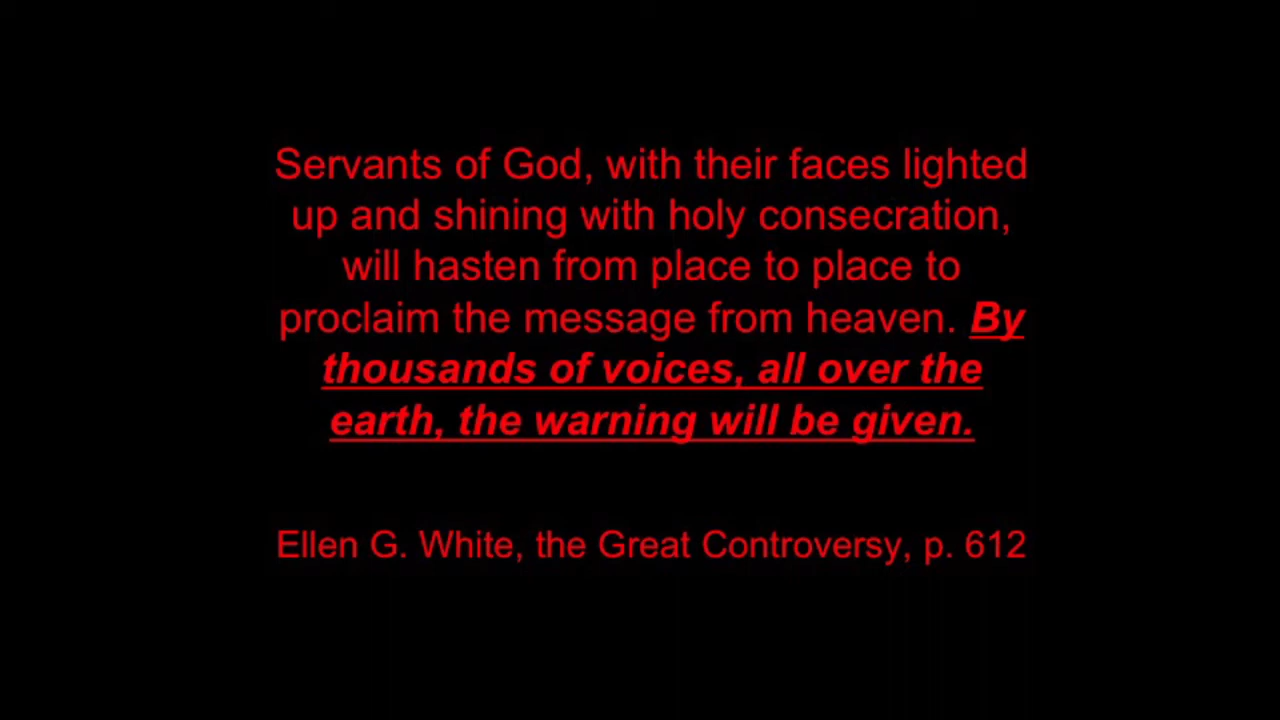 Servants of God, with their faces lighted
up and shining with holy consecration,
will hasten from place to place to
proclaim the message from heaven. By
thousands of voices, all over the
earth, the warning will be given.
Ellen G. White, the Great Controversy, p. 612